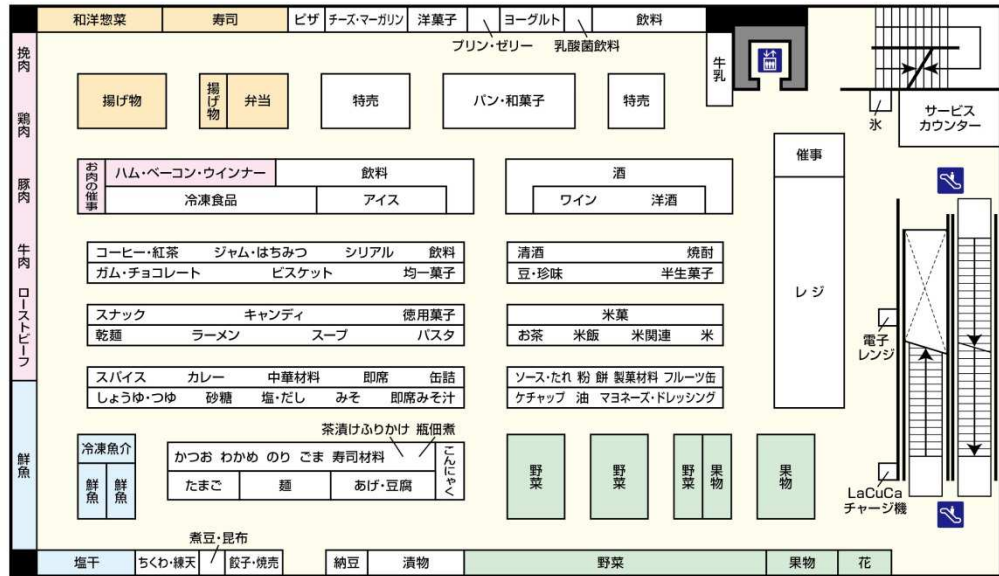 和洋惣菜 寿司 ピザ チーズ・マーガリン 洋菓子 ヨーグルト 飲料
プリン・ゼリー 乳酸菌飲料
牛乳
挽肉
鶏肉
豚肉
牛肉
ローストビーフ
鮮魚
揚げ物 揚げ物 弁当 特売 パン・和菓子 特売
氷
サービス
カウンター
催事
レジ
お肉の催事
ハム・ベーコン・ウインナー 飲料
冷凍食品 アイス
酒
ワイン 洋酒
コーヒー・紅茶 ジャム・はちみつ シリアル 飲料
ガム・チョコレート ビスケット 均一菓子
清酒 焼酎
豆・珍味 半生菓子
スナック キャンディ 徳用菓子
乾麺 ラーメン スープ パスタ
米菓
お茶 米飯 米関連 米
電子
レンジ
スパイス カレー 中華材料 即席 缶詰
しょうゆ・つゆ 砂糖 塩・だし みそ 即席みそ汁
ソース・たれ 粉 餅 製菓材料 フルーツ缶
ケチャップ 油 マヨネーズ・ドレッシング
茶漬けふりかけ 瓶佃煮
冷凍魚介
鮮魚 鮮魚
かつお わかめ のり ごま 寿司材料
こんにゃく
たまご 麺 あげ・豆腐
野菜 野菜 野菜 果物 果物
LaCuCa
チャージ機
煮豆・昆布
塩干 ちくわ・練天 餃子・焼売 納豆 漬物 野菜 果物 花